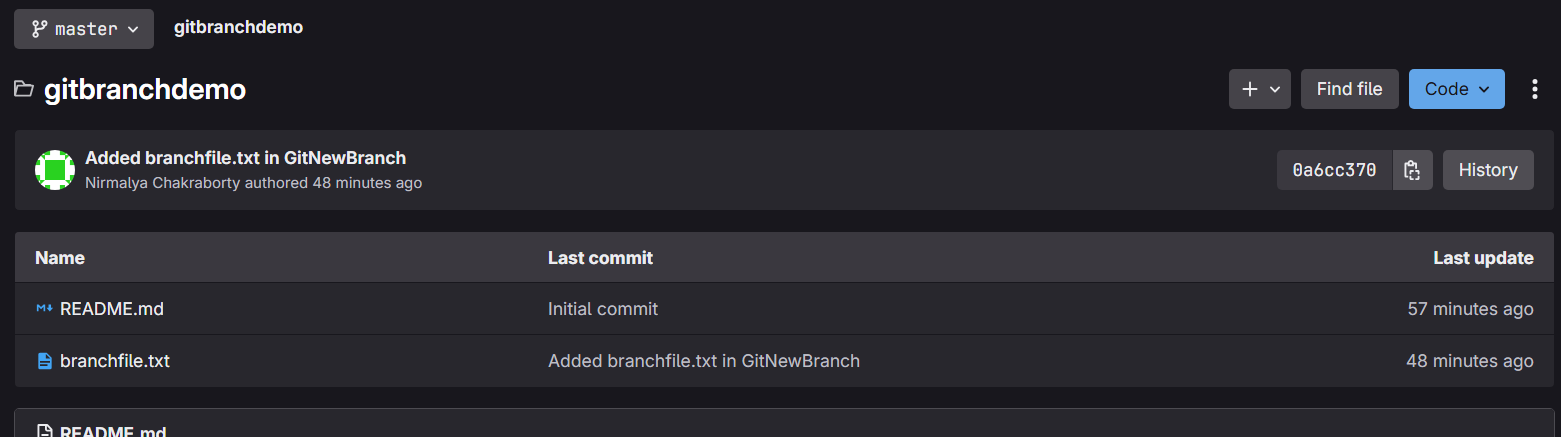 master gitbranchdemo
gitbranchdemo
Find file Code
Added branchfile.txt in GitNewBranch
Nirmalya Chakraborty authored 48 minutes ago
0a6cc370 History
Name Last commit Last update
README.md Initial commit 57 minutes ago
branchfile.txt Added branchfile.txt in GitNewBranch 48 minutes ago
README.md